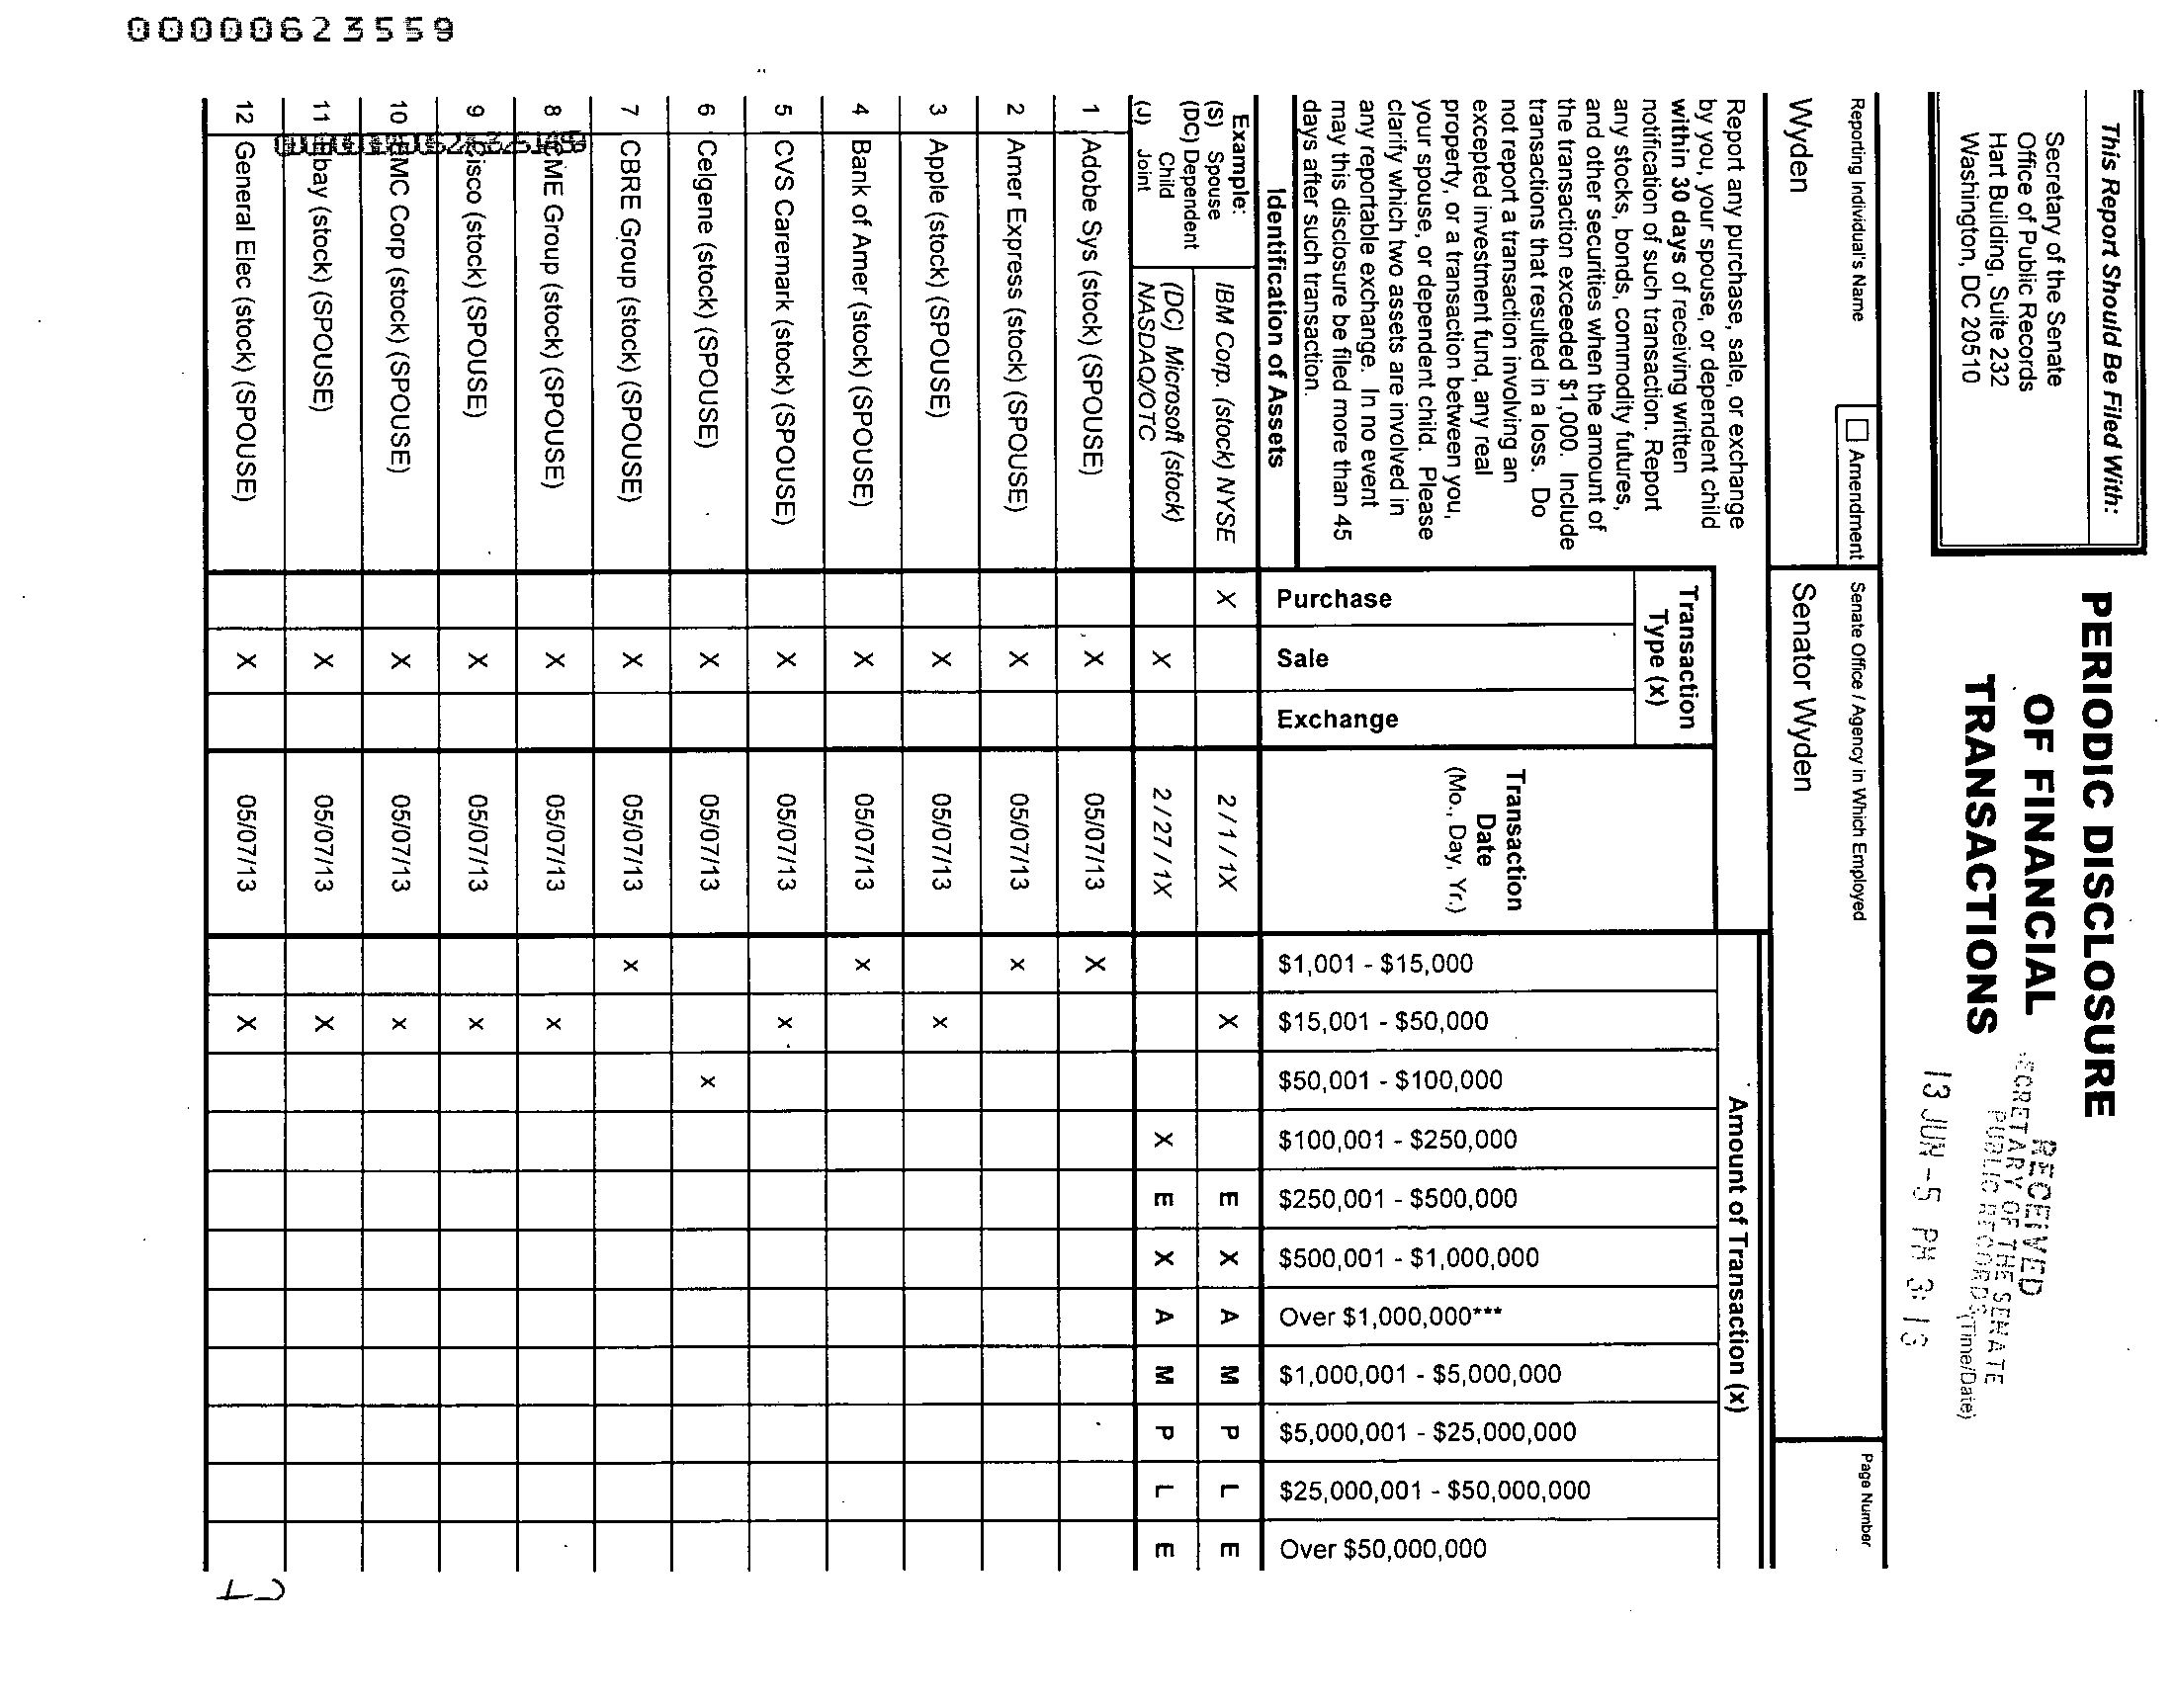 00000623559
This Report Should Be Filed With:
Secretary of the Senate
Office of Public Records
Hart Building, Suite 232
Washington, DC 20510
PERIODIC DISCLOSURE
OF FINANCIAL
TRANSACTIONS
RECEIVED
SECRETARY OF THE SENATE
PUBLIC RECORDS (Time/Date)
13 JUN -5 PM 3:13
Reporting Individual's Name
☐ Amendment
Senate Office / Agency in Which Employed
Page Number
Wyden
Senator Wyden
Report any purchase, sale, or exchange
by you, your spouse, or dependent child
within 30 days of receiving written
notification of such transaction. Report
any stocks, bonds, commodity futures,
and other securities when the amount of
the transaction exceeded $1,000. Include
transactions that resulted in a loss. Do
not report a transaction involving an
excepted investment fund, any real
property, or a transaction between you,
your spouse, or dependent child. Please
clarify which two assets are involved in
any reportable exchange. In no event
may this disclosure be filed more than 45
days after such transaction.
Identification of Assets
Transaction
Type (x)
Purchase
Sale
Exchange
Transaction
Date
(Mo., Day, Yr.)
Amount of Transaction (x)
$1,001 - $15,000
$15,001 - $50,000
$50,001 - $100,000
$100,001 - $250,000
$250,001 - $500,000
$500,001 - $1,000,000
Over $1,000,000***
$1,000,001 - $5,000,000
$5,000,001 - $25,000,000
$25,000,001 - $50,000,000
Over $50,000,000
Example:
(S) Spouse
(DC) Dependent
Child
(J) Joint
IBM Corp. (stock) NYSE X 2 / 1 / 1X X E X A M P L E
(DC) Microsoft (stock)
NASDAQ/OTC X 2 / 27 / 1X X E X A M P L E
1 Adobe Sys (stock) (SPOUSE) X 05/07/13 X
2 Amer Express (stock) (SPOUSE) X 05/07/13 x
3 Apple (stock) (SPOUSE) X 05/07/13 x
4 Bank of Amer (stock) (SPOUSE) X 05/07/13 x
5 CVS Caremark (stock) (SPOUSE) X 05/07/13 x
6 Celgene (stock) (SPOUSE) X 05/07/13 x
7 CBRE Group (stock) (SPOUSE) X 05/07/13 x
8 CME Group (stock) (SPOUSE) X 05/07/13 x
9 Cisco (stock) (SPOUSE) X 05/07/13 x
10 EMC Corp (stock) (SPOUSE) X 05/07/13 x
11 Ebay (stock) (SPOUSE) X 05/07/13 X
12 General Elec (stock) (SPOUSE) X 05/07/13 X